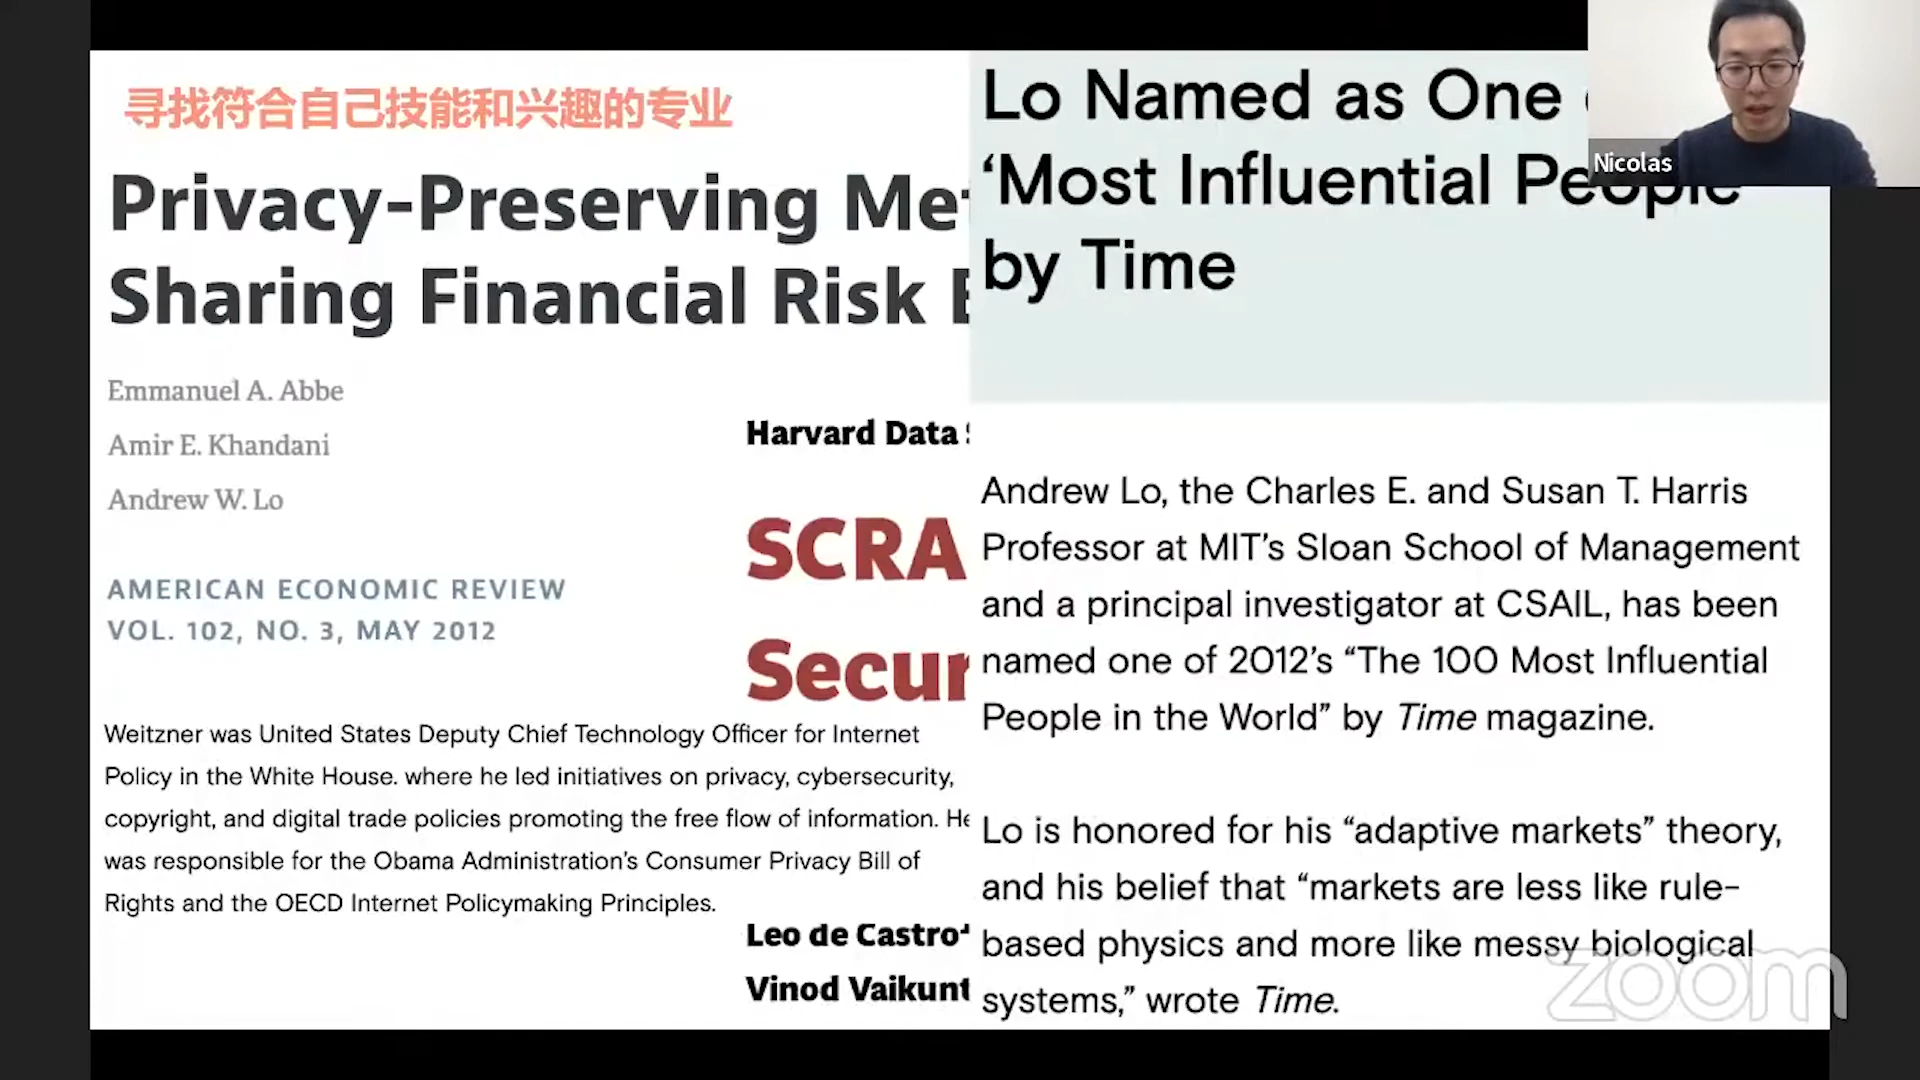 寻找符合自己技能和兴趣的专业
Privacy-Preserving
Sharing Financial Risk
Emmanuel A. Abbe
Amir E. Khandani
Andrew W. Lo
AMERICAN ECONOMIC REVIEW
VOL. 102, NO. 3, MAY 2012
Harvard Data
SCRA
Secur
Weitzner was United States Deputy Chief Technology Officer for Internet
Policy in the White House. where he led initiatives on privacy, cybersecurity,
copyright, and digital trade policies promoting the free flow of information. He
was responsible for the Obama Administration's Consumer Privacy Bill of
Rights and the OECD Internet Policymaking Principles.
Leo de Castro
Vinod Vaikunt
Lo Named as One
‘Most Influential People’
by Time
Andrew Lo, the Charles E. and Susan T. Harris
Professor at MIT’s Sloan School of Management
and a principal investigator at CSAIL, has been
named one of 2012’s “The 100 Most Influential
People in the World” by Time magazine.
Lo is honored for his “adaptive markets” theory,
and his belief that “markets are less like rule-
based physics and more like messy biological
systems,” wrote Time.
Nicolas
zoom